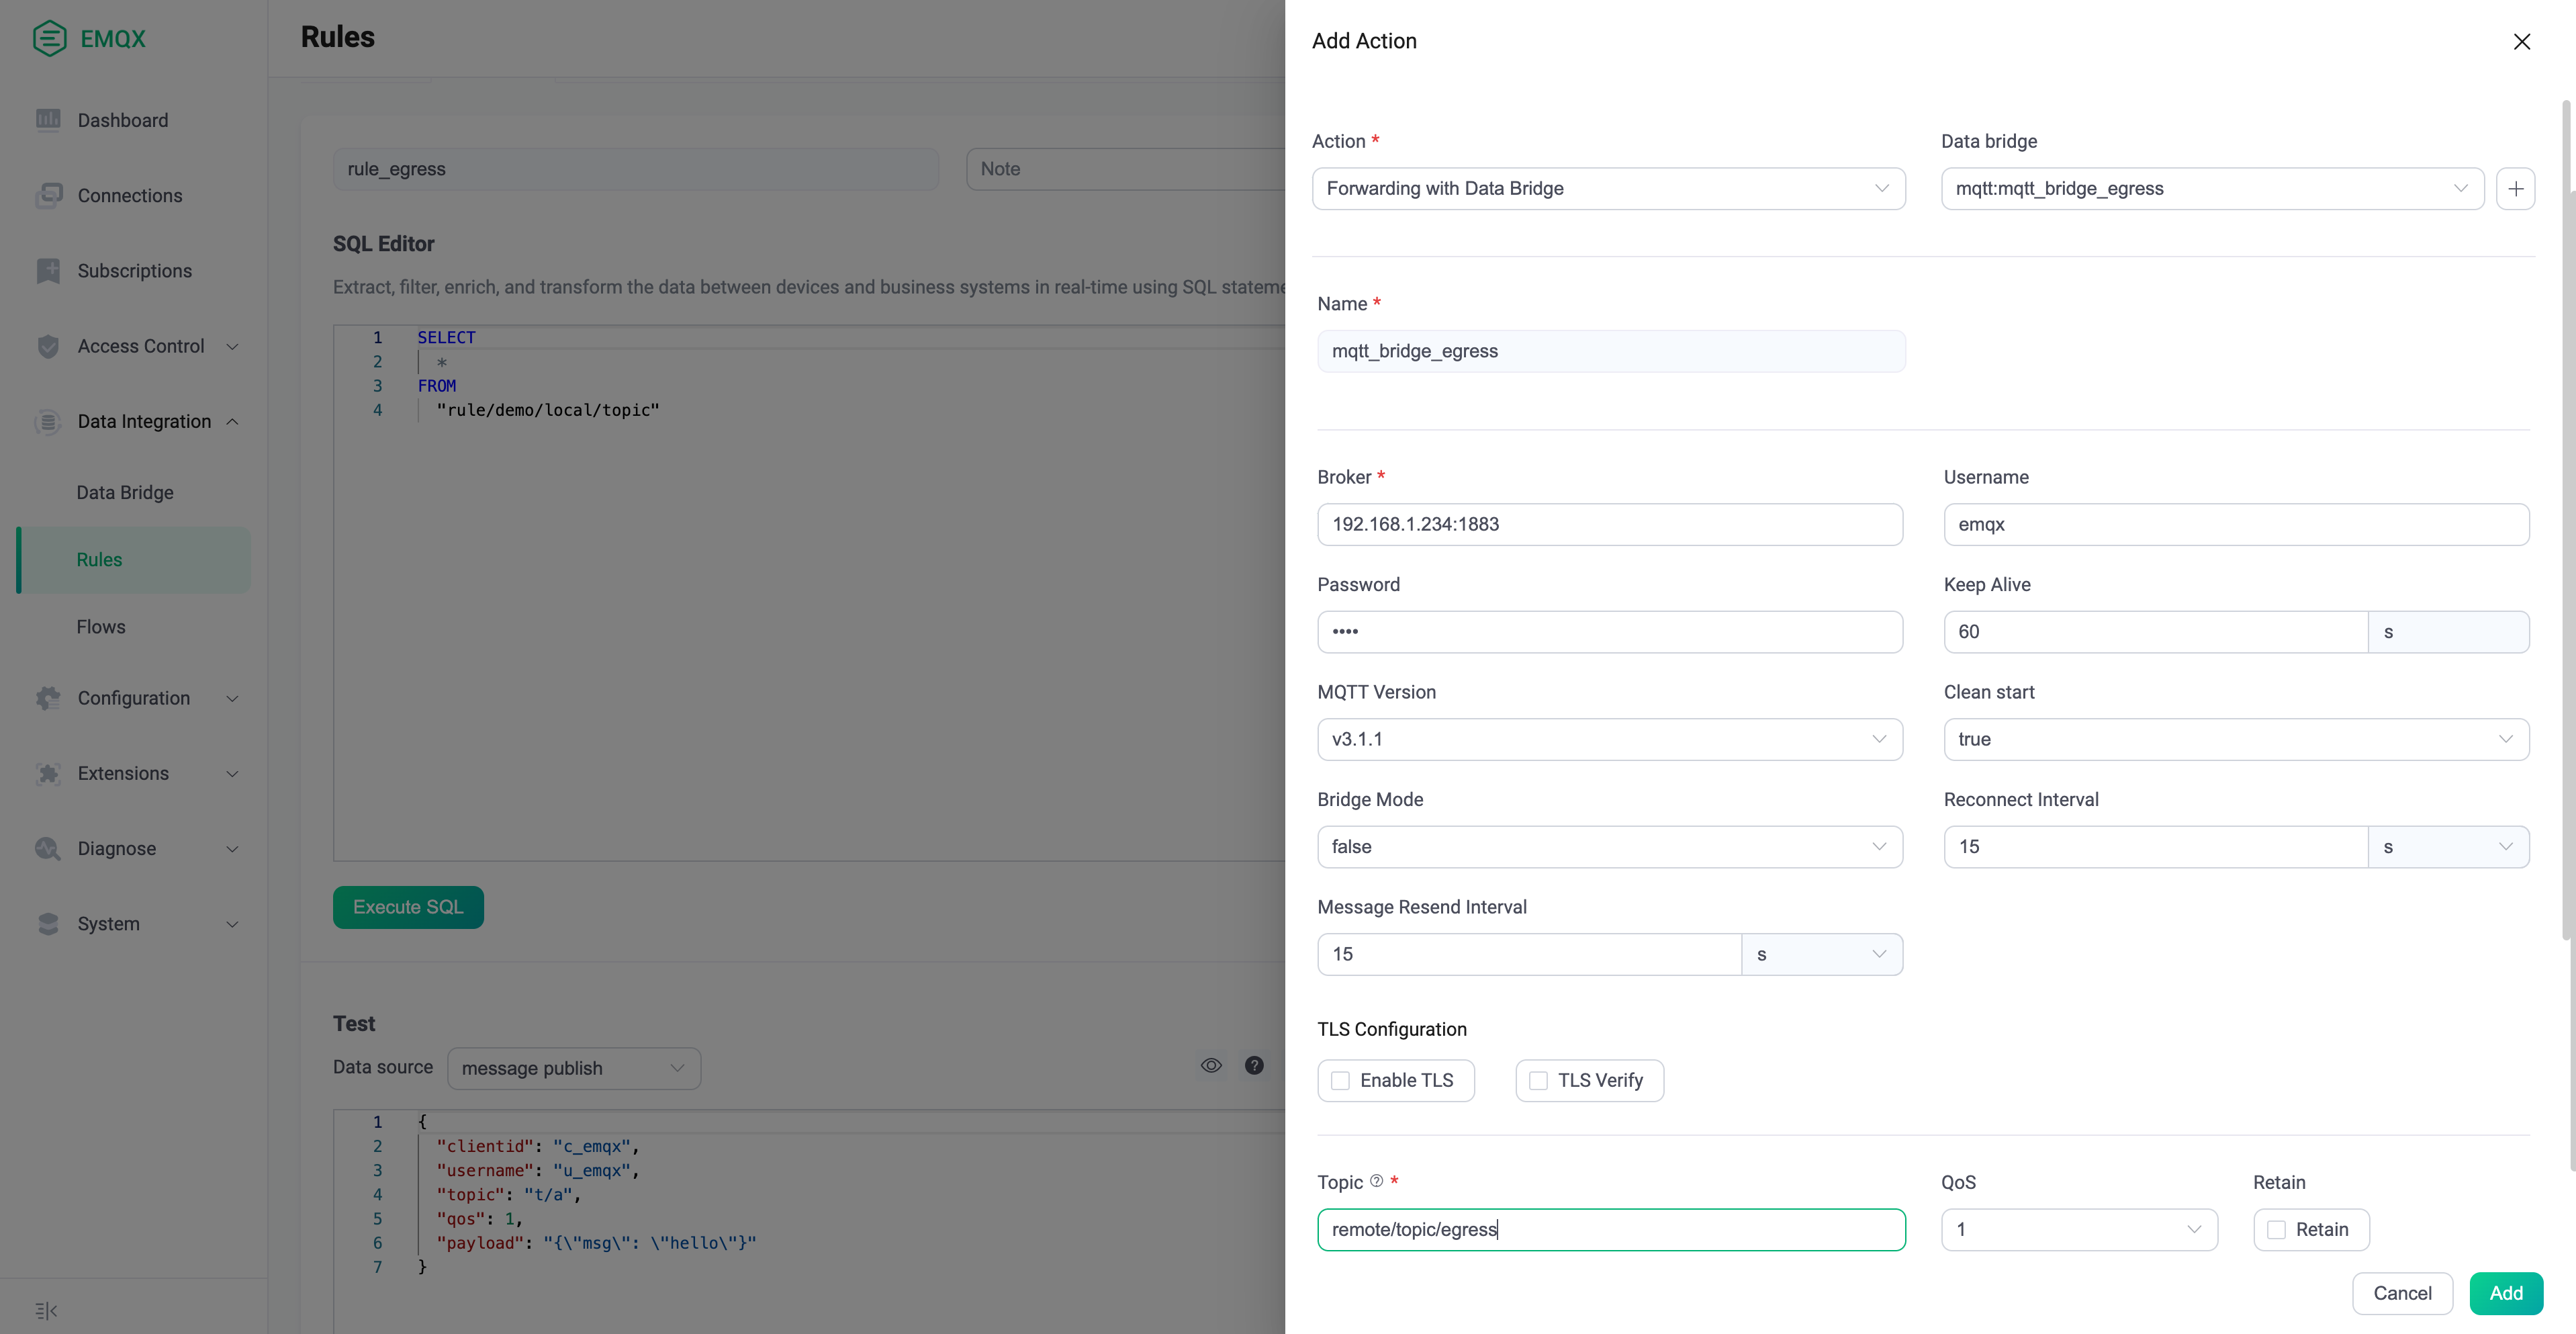 EMQX
Dashboard
Connections
Subscriptions
Access Control
Data Integration
Data Bridge
Rules
Flows
Configuration
Extensions
Diagnose
System
Rules
rule_egress
Note
SQL Editor
Extract, filter, enrich, and transform the data between devices and business systems in real-time using SQL stateme
1 SELECT
2 *
3 FROM
4 "rule/demo/local/topic"
Execute SQL
Test
Data source message publish
1 {
2 "clientid": "c_emqx",
3 "username": "u_emqx",
4 "topic": "t/a",
5 "qos": 1,
6 "payload": "{\"msg\": \"hello\"}"
7 }
Add Action
Action * Data bridge
Forwarding with Data Bridge mqtt:mqtt_bridge_egress
Name *
mqtt_bridge_egress
Broker * Username
192.168.1.234:1883 emqx
Password Keep Alive
•••• 60 s
MQTT Version Clean start
v3.1.1 true
Bridge Mode Reconnect Interval
false 15 s
Message Resend Interval
15 s
TLS Configuration
Enable TLS TLS Verify
Topic * QoS Retain
remote/topic/egress 1 Retain
Cancel Add